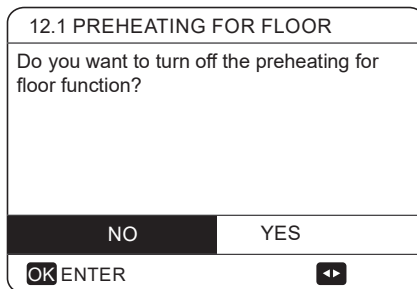 12.1 PREHEATING FOR FLOOR
Do you want to turn off the preheating for
floor function?
NO YES
OK ENTER